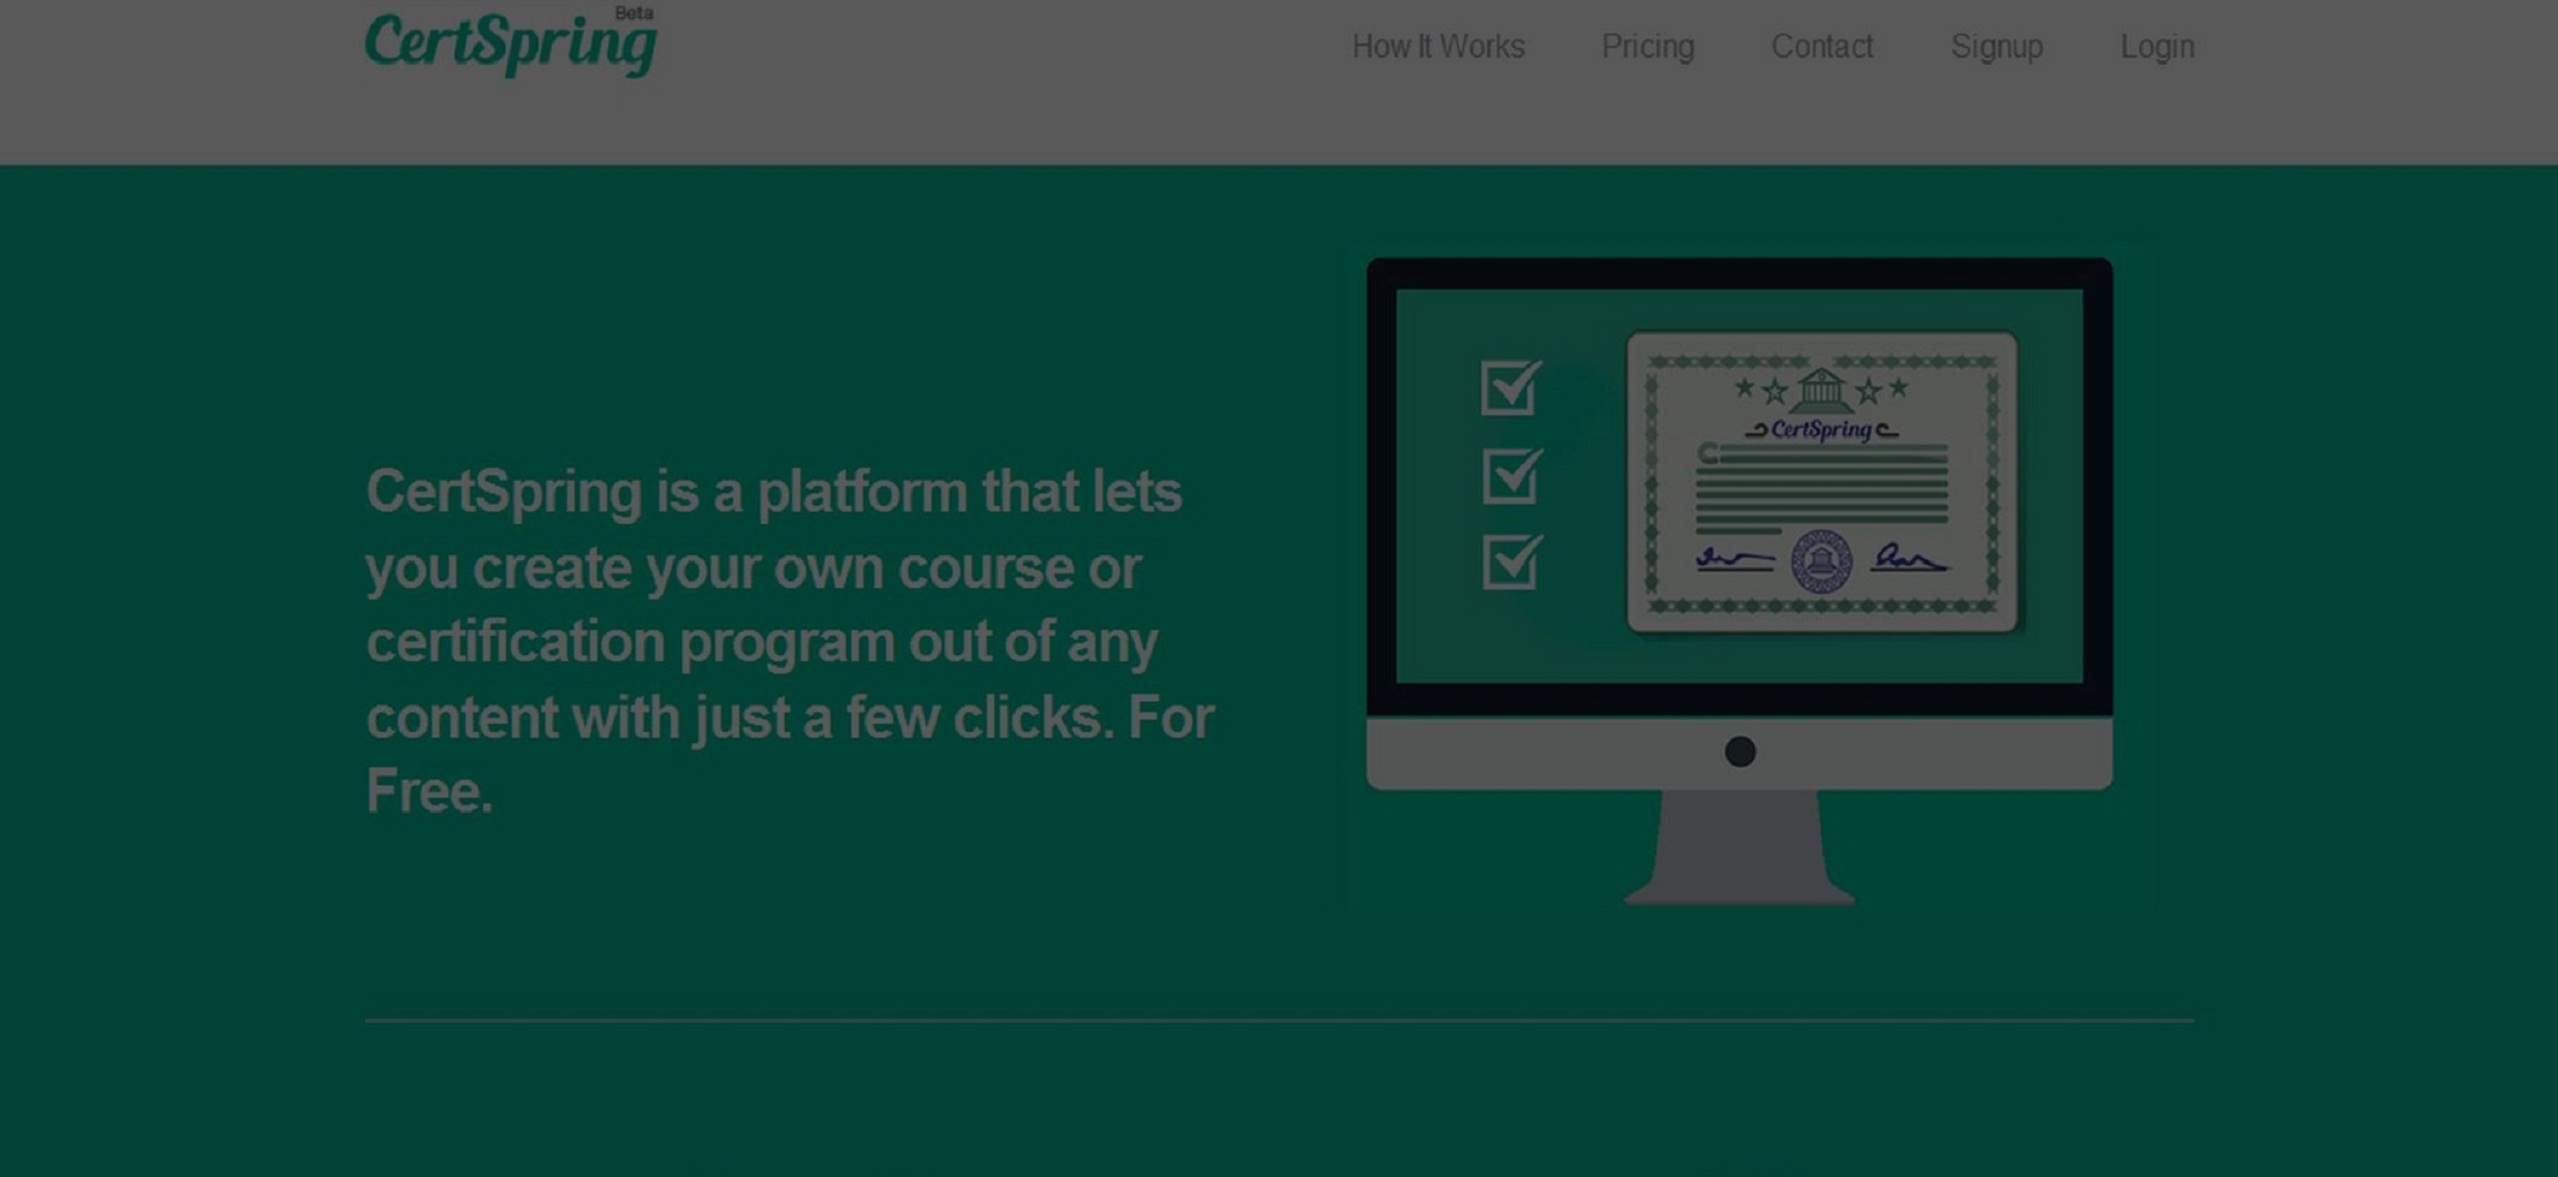 Beta
CertSpring
How It Works
Pricing
Contact
Signup
Login
CertSpring
CertSpring is a platform that lets
you create your own course or
certification program out of any
content with just a few clicks. For
Free.